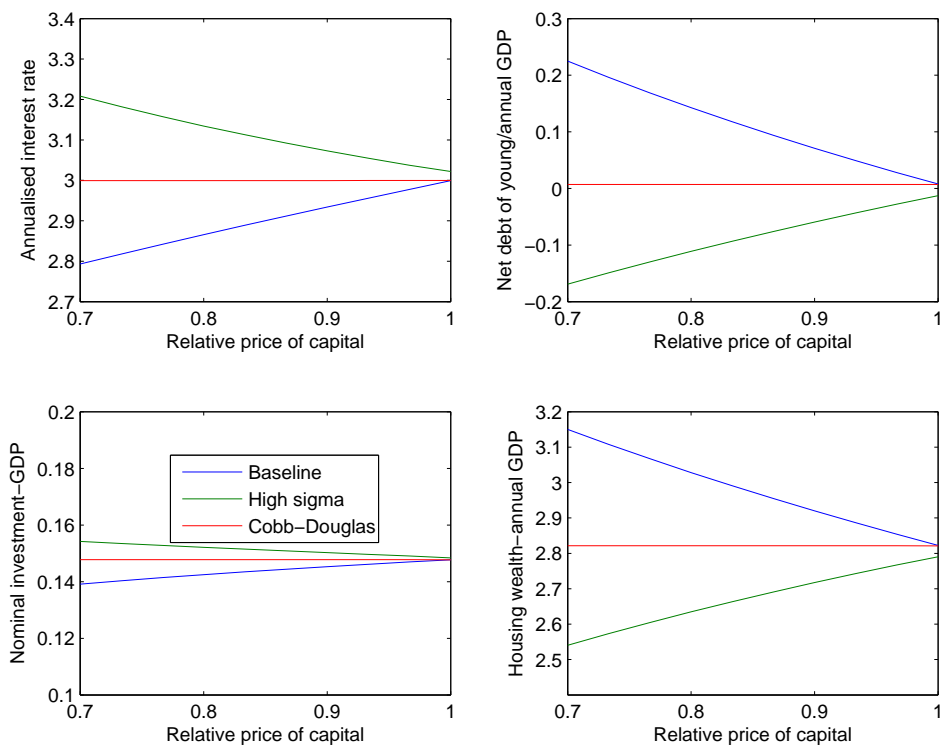 3.4
3.3
3.2
3.1
3
2.9
2.8
2.7
Annualised interest rate
0.7 0.8 0.9 1
Relative price of capital
0.3
0.2
0.1
0
−0.1
−0.2
Net debt of young/annual GDP
0.7 0.8 0.9 1
Relative price of capital
0.2
0.18
0.16
0.14
0.12
0.1
Nominal investment−GDP
Baseline
High sigma
Cobb−Douglas
0.7 0.8 0.9 1
Relative price of capital
3.2
3.1
3
2.9
2.8
2.7
2.6
2.5
Housing wealth−annual GDP
0.7 0.8 0.9 1
Relative price of capital